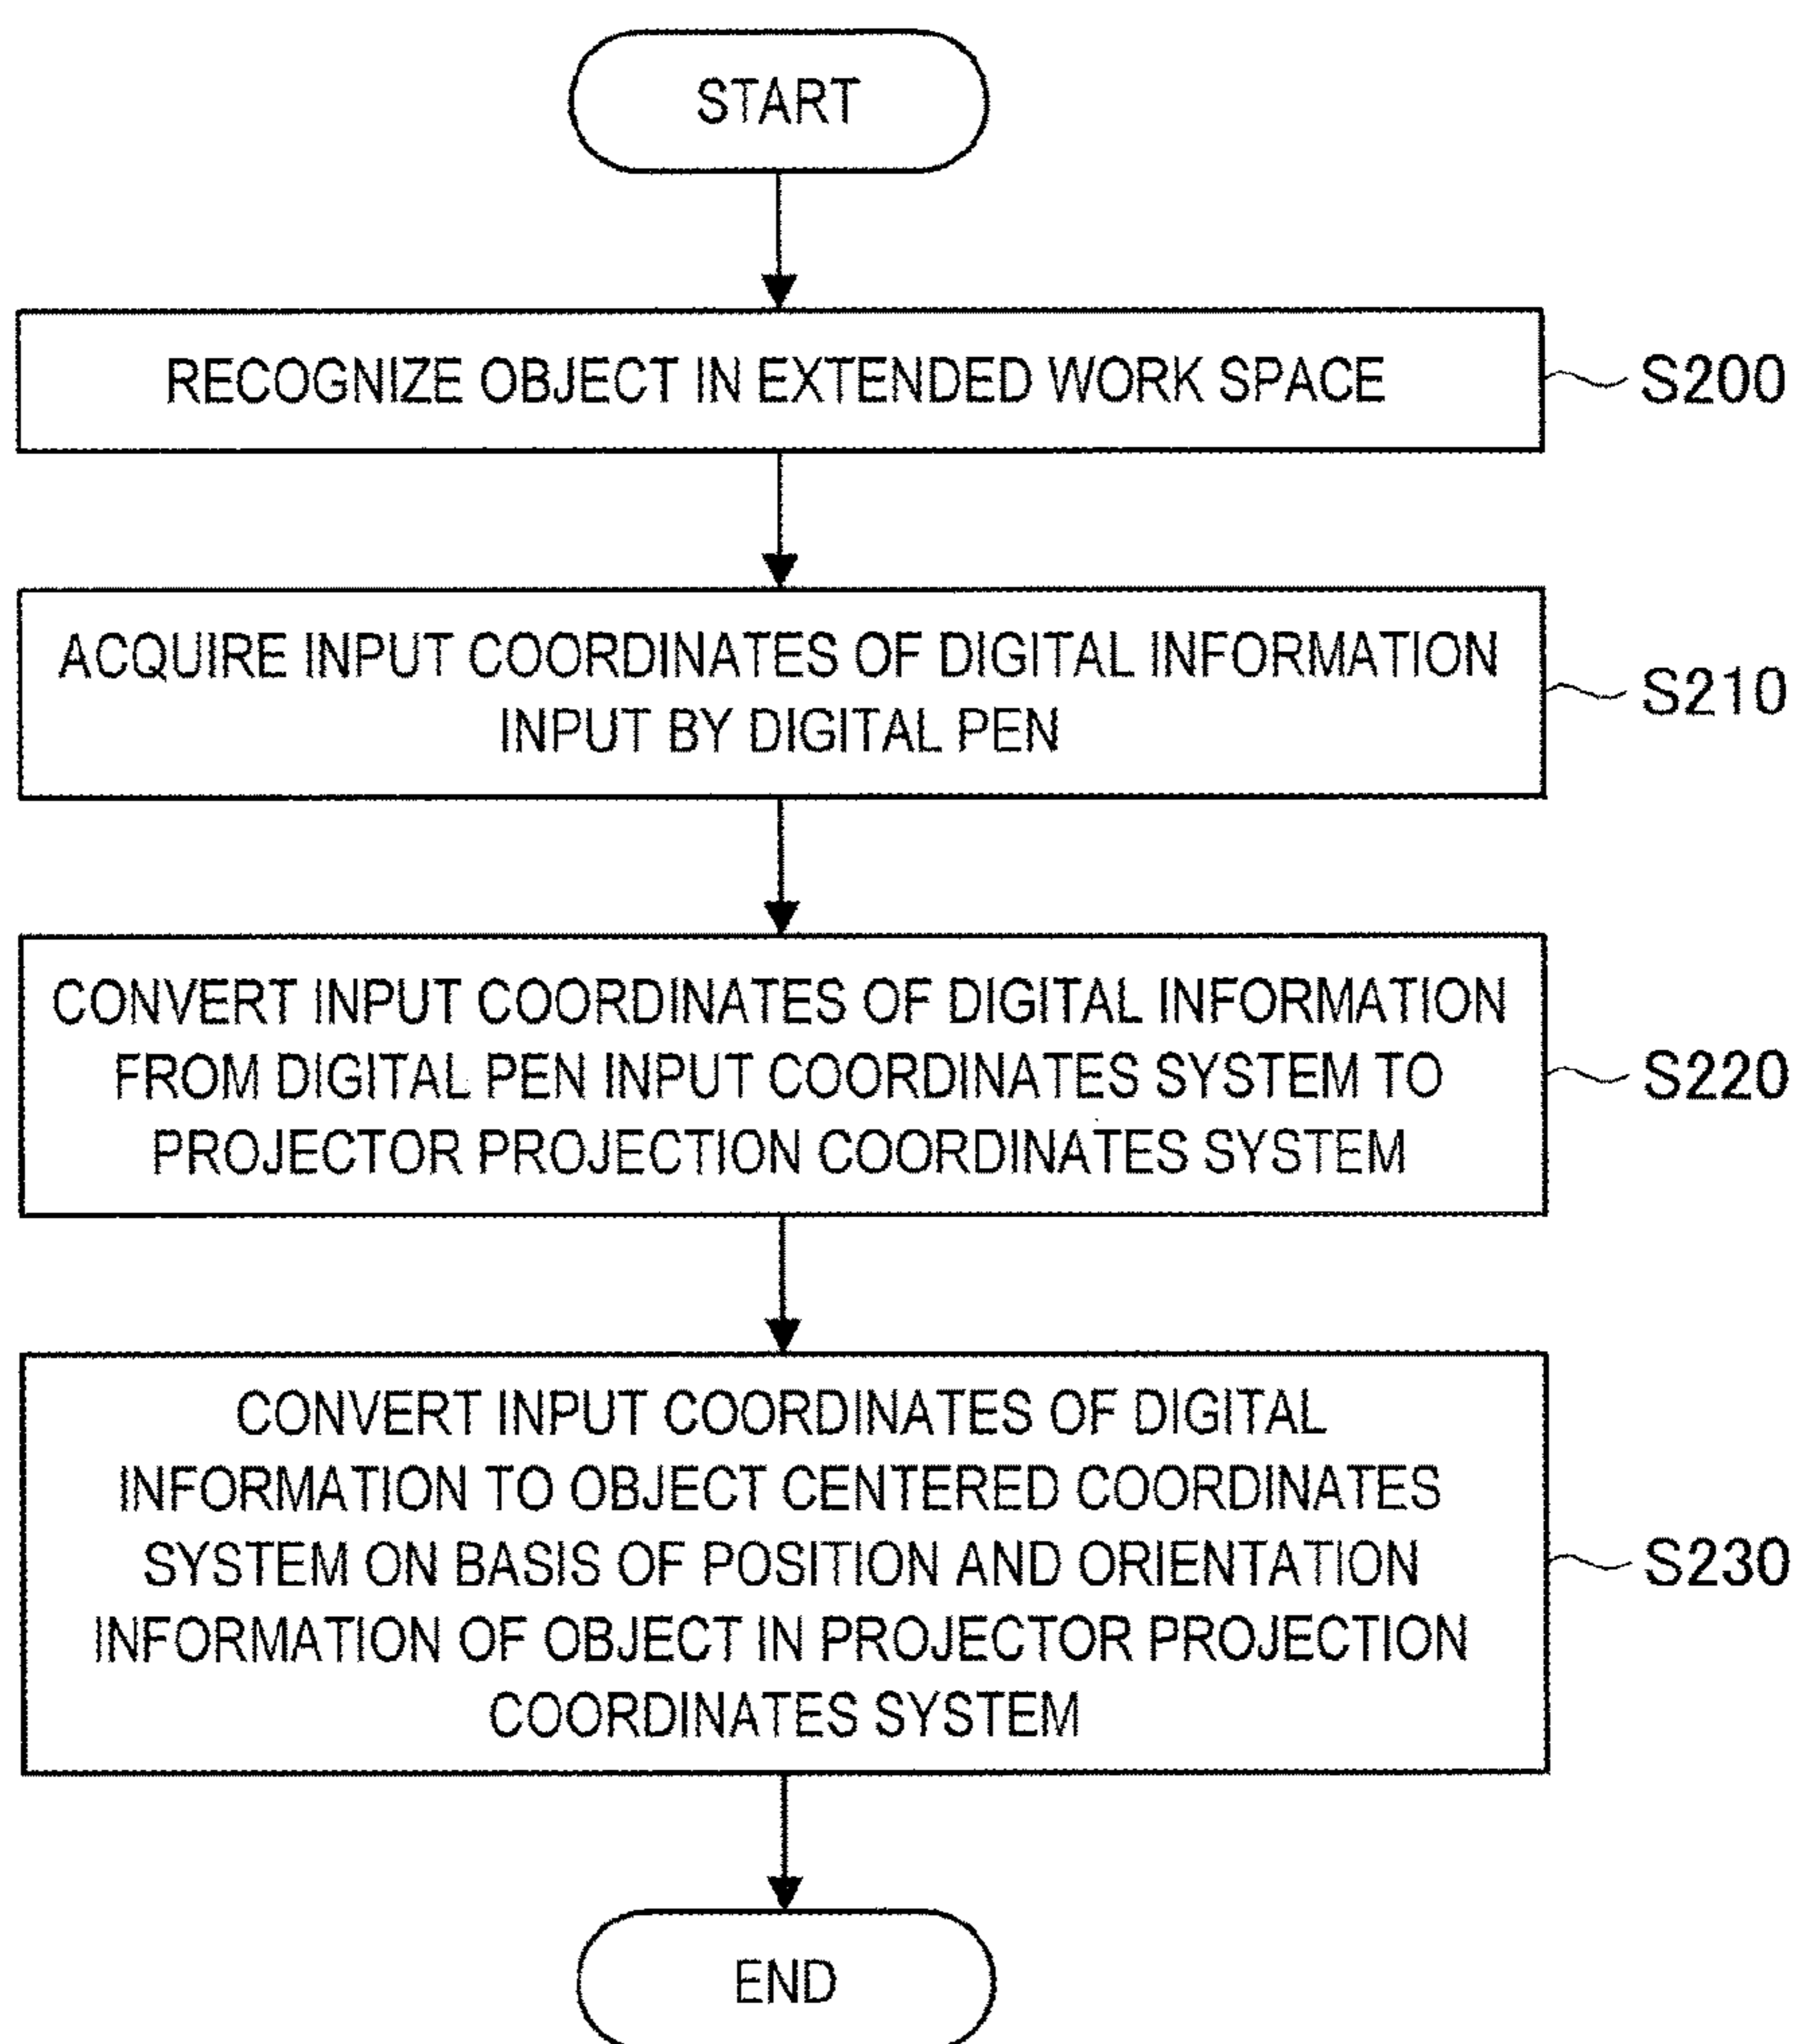 START
RECOGNIZE OBJECT IN EXTENDED WORK SPACE
S200
ACQUIRE INPUT COORDINATES OF DIGITAL INFORMATION
INPUT BY DIGITAL PEN
S210
CONVERT INPUT COORDINATES OF DIGITAL INFORMATION
FROM DIGITAL PEN INPUT COORDINATES SYSTEM TO
PROJECTOR PROJECTION COORDINATES SYSTEM
S220
CONVERT INPUT COORDINATES OF DIGITAL
INFORMATION TO OBJECT CENTERED COORDINATES
SYSTEM ON BASIS OF POSITION AND ORIENTATION
INFORMATION OF OBJECT IN PROJECTOR PROJECTION
COORDINATES SYSTEM
S230
END